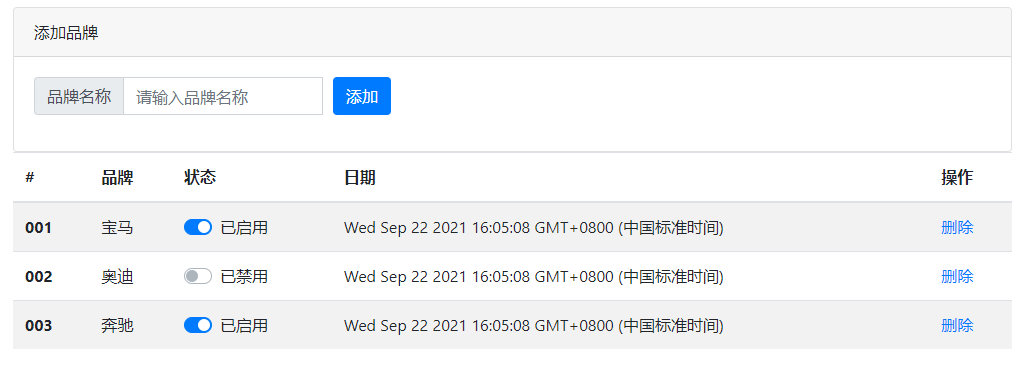 添加品牌
品牌名称 请输入品牌名称 添加
# 品牌 状态 日期 操作
001 宝马 已启用 Wed Sep 22 2021 16:05:08 GMT+0800 (中国标准时间) 删除
002 奥迪 已禁用 Wed Sep 22 2021 16:05:08 GMT+0800 (中国标准时间) 删除
003 奔驰 已启用 Wed Sep 22 2021 16:05:08 GMT+0800 (中国标准时间) 删除